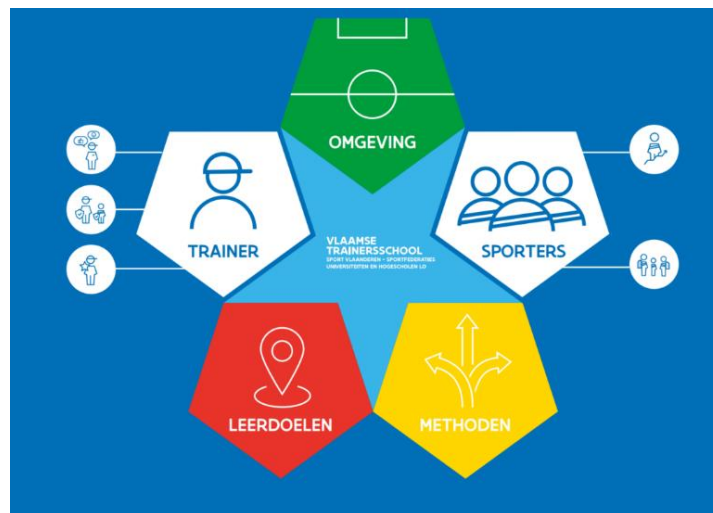 OMGEVING
TRAINER
SPORTERS
VLAAMSE
TRAINERSSCHOOL
SPORT VLAANDEREN • SPORTFEDERATIES
UNIVERSITEITEN EN HOGESCHOLEN LO
LEERDOELEN
METHODEN